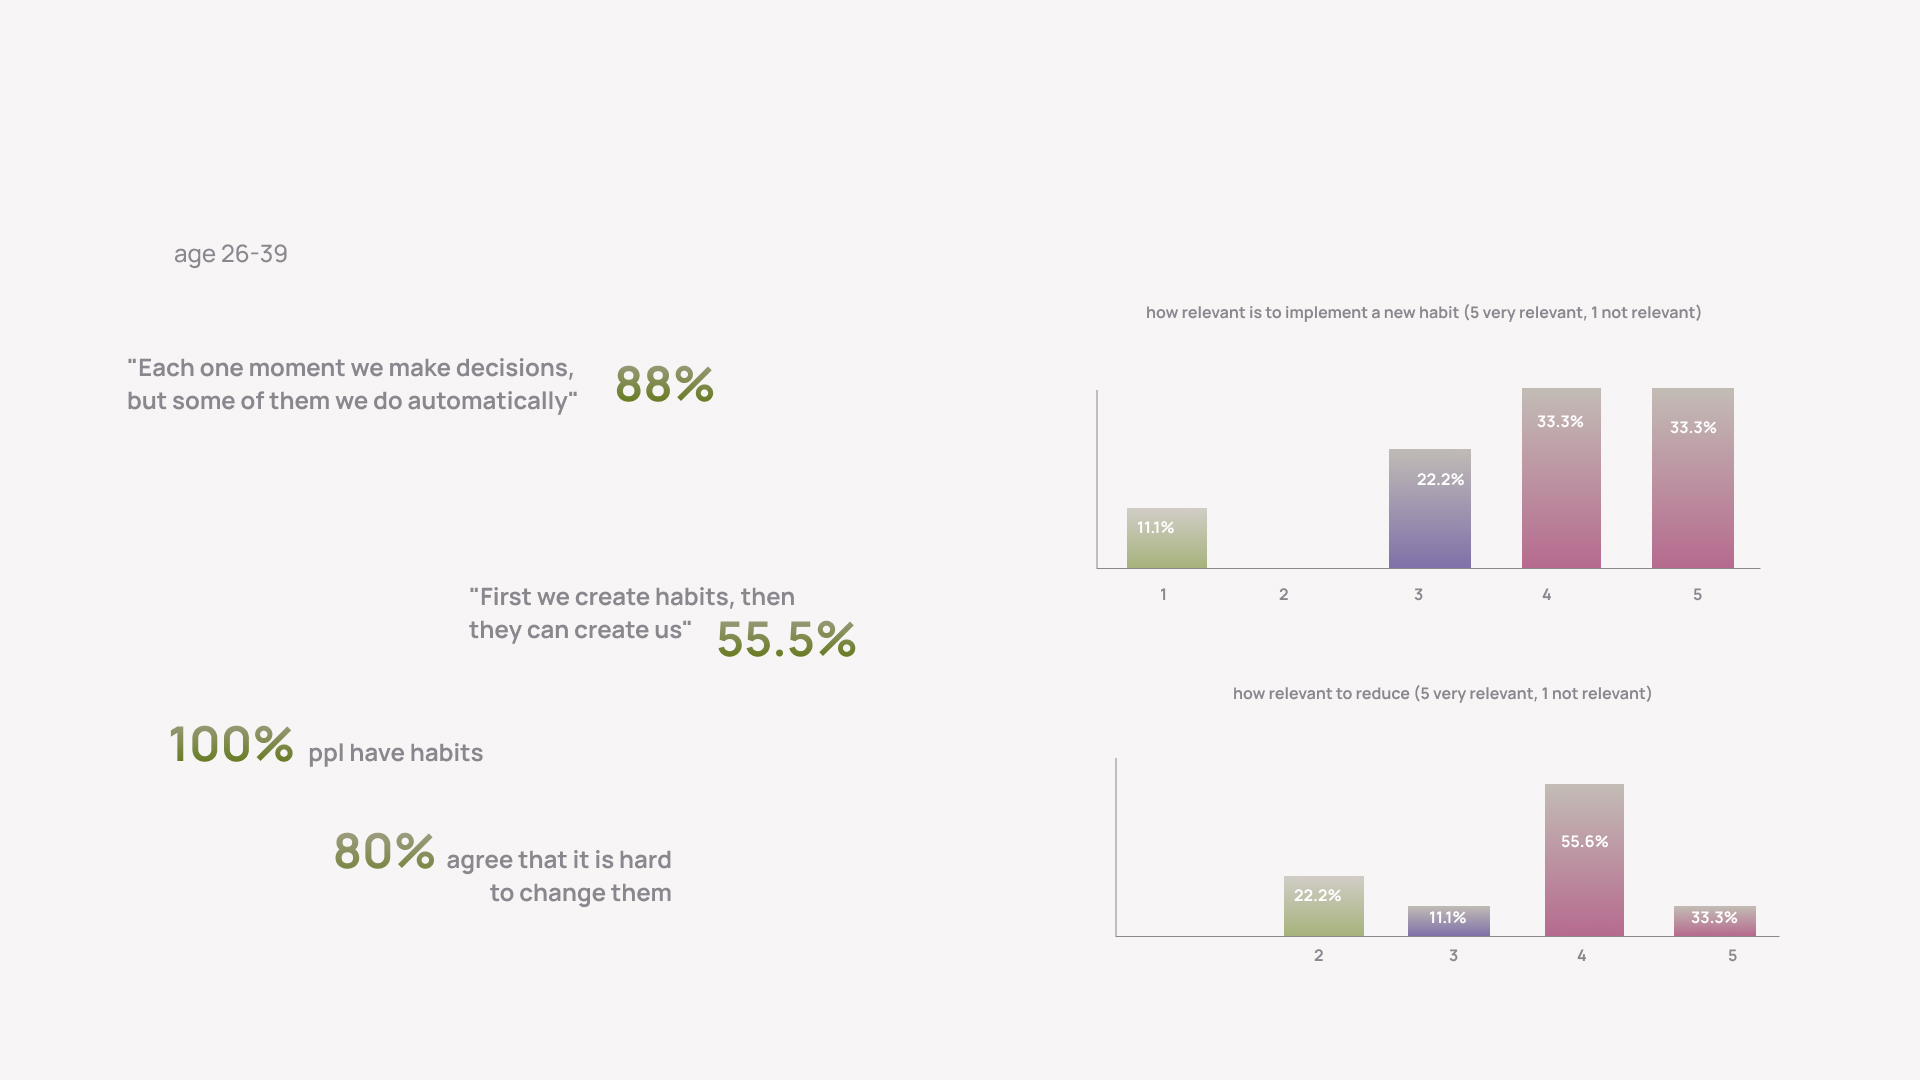 age 26-39
"Each one moment we make decisions,
but some of them we do automatically"
88%
"First we create habits, then
they can create us"
55.5%
100% ppl have habits
80% agree that it is hard
to change them
how relevant is to implement a new habit (5 very relevant, 1 not relevant)
11.1%
22.2%
33.3%
33.3%
1 2 3 4 5
how relevant to reduce (5 very relevant, 1 not relevant)
22.2%
11.1%
55.6%
33.3%
2 3 4 5